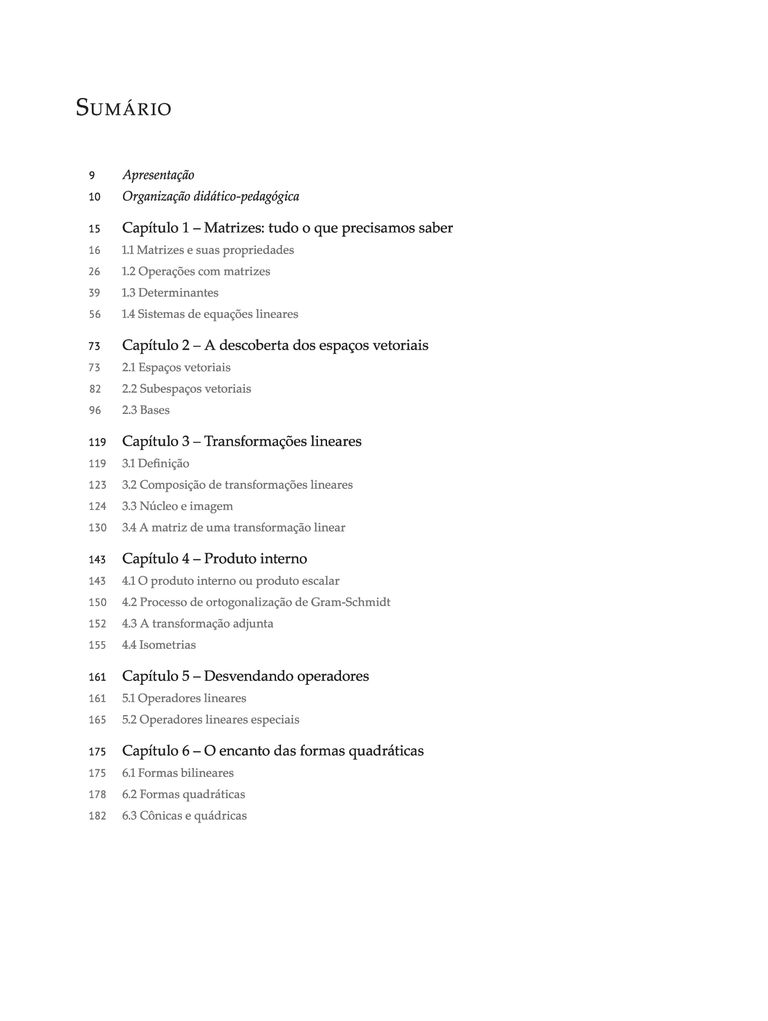 SUMÁRIO
9 Apresentação
10 Organização didático-pedagógica
15 Capítulo 1 – Matrizes: tudo o que precisamos saber
16 1.1 Matrizes e suas propriedades
26 1.2 Operações com matrizes
39 1.3 Determinantes
56 1.4 Sistemas de equações lineares
73 Capítulo 2 – A descoberta dos espaços vetoriais
73 2.1 Espaços vetoriais
82 2.2 Subespaços vetoriais
96 2.3 Bases
119 Capítulo 3 – Transformações lineares
119 3.1 Definição
123 3.2 Composição de transformações lineares
124 3.3 Núcleo e imagem
130 3.4 A matriz de uma transformação linear
143 Capítulo 4 – Produto interno
143 4.1 O produto interno ou produto escalar
150 4.2 Processo de ortogonalização de Gram-Schmidt
152 4.3 A transformação adjunta
155 4.4 Isometrias
161 Capítulo 5 – Desvendando operadores
161 5.1 Operadores lineares
165 5.2 Operadores lineares especiais
175 Capítulo 6 – O encanto das formas quadráticas
175 6.1 Formas bilineares
178 6.2 Formas quadráticas
182 6.3 Cônicas e quádricas